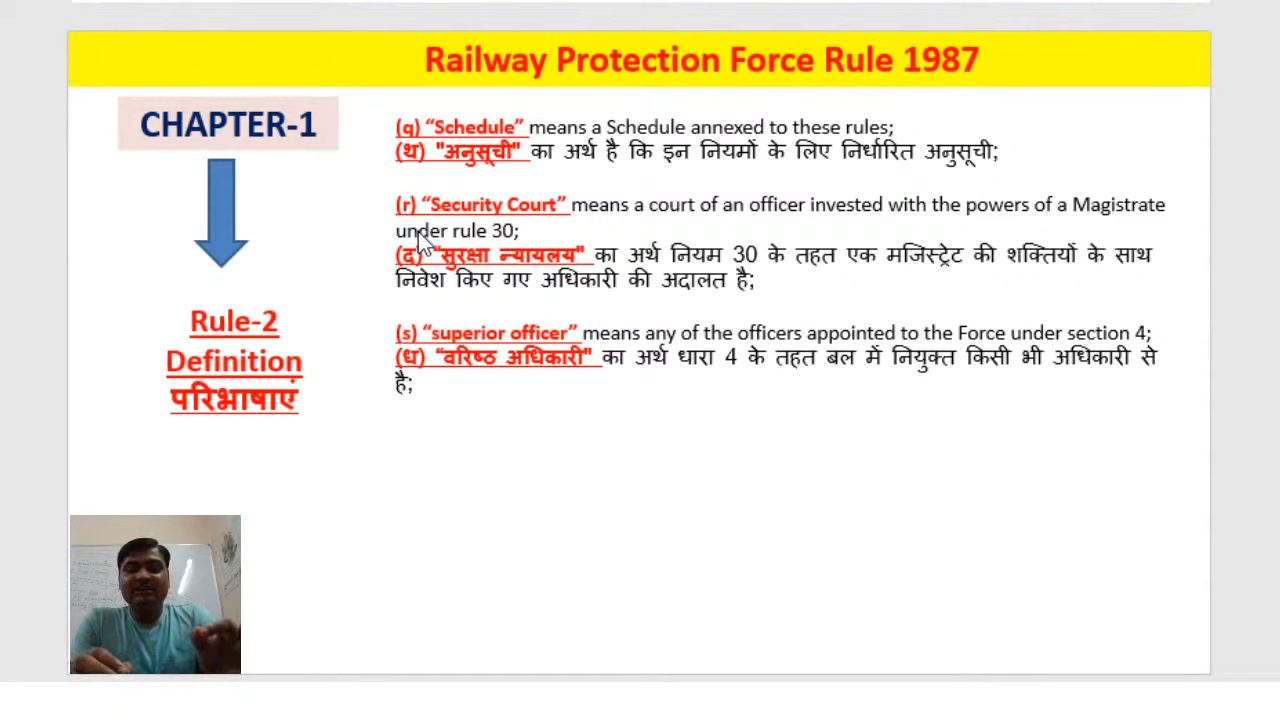 Railway Protection Force Rule 1987
CHAPTER-1
Rule-2
Definition
परिभाषाएं
(q) “Schedule” means a Schedule annexed to these rules;
(थ) "अनुसूची" का अर्थ है कि इन नियमों के लिए निर्धारित अनुसूची;
(r) “Security Court” means a court of an officer invested with the powers of a Magistrate
under rule 30;
(द) "सुरक्षा न्यायलय" का अर्थ नियम 30 के तहत एक मजिस्ट्रेट की शक्तियों के साथ
निवेश किए गए अधिकारी की अदालत है;
(s) “superior officer” means any of the officers appointed to the Force under section 4;
(ध) “वरिष्ठ अधिकारी" का अर्थ धारा 4 के तहत बल में नियुक्त किसी भी अधिकारी से
है;